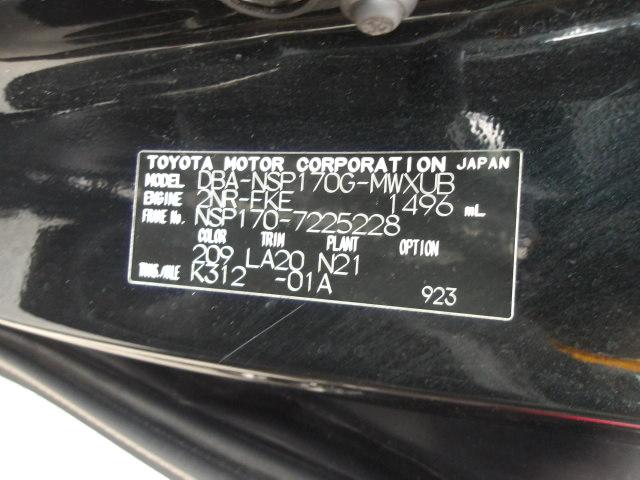 TOYOTA MOTOR CORPORATION JAPAN
MODEL DBA-NSP170G-MWXUB
ENGINE 2NR-FKE 1496 mL
FRAME No. NSP170-7225228
COLOR TRIM PLANT OPTION
209 LA20 N21
TRANS./AXLE K312 -01A
923